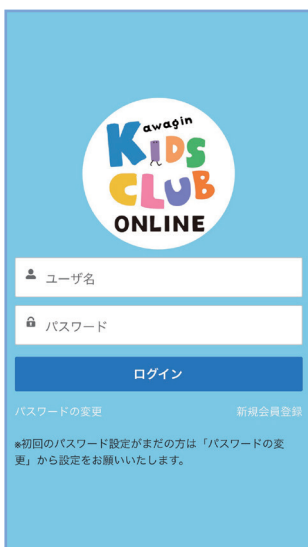 Kawagin
KIDS
CLUB
ONLINE
ユーザ名
パスワード
ログイン
パスワードの変更 新規会員登録
※初回のパスワード設定がまだの方は「パスワードの変
更」から設定をお願いいたします。